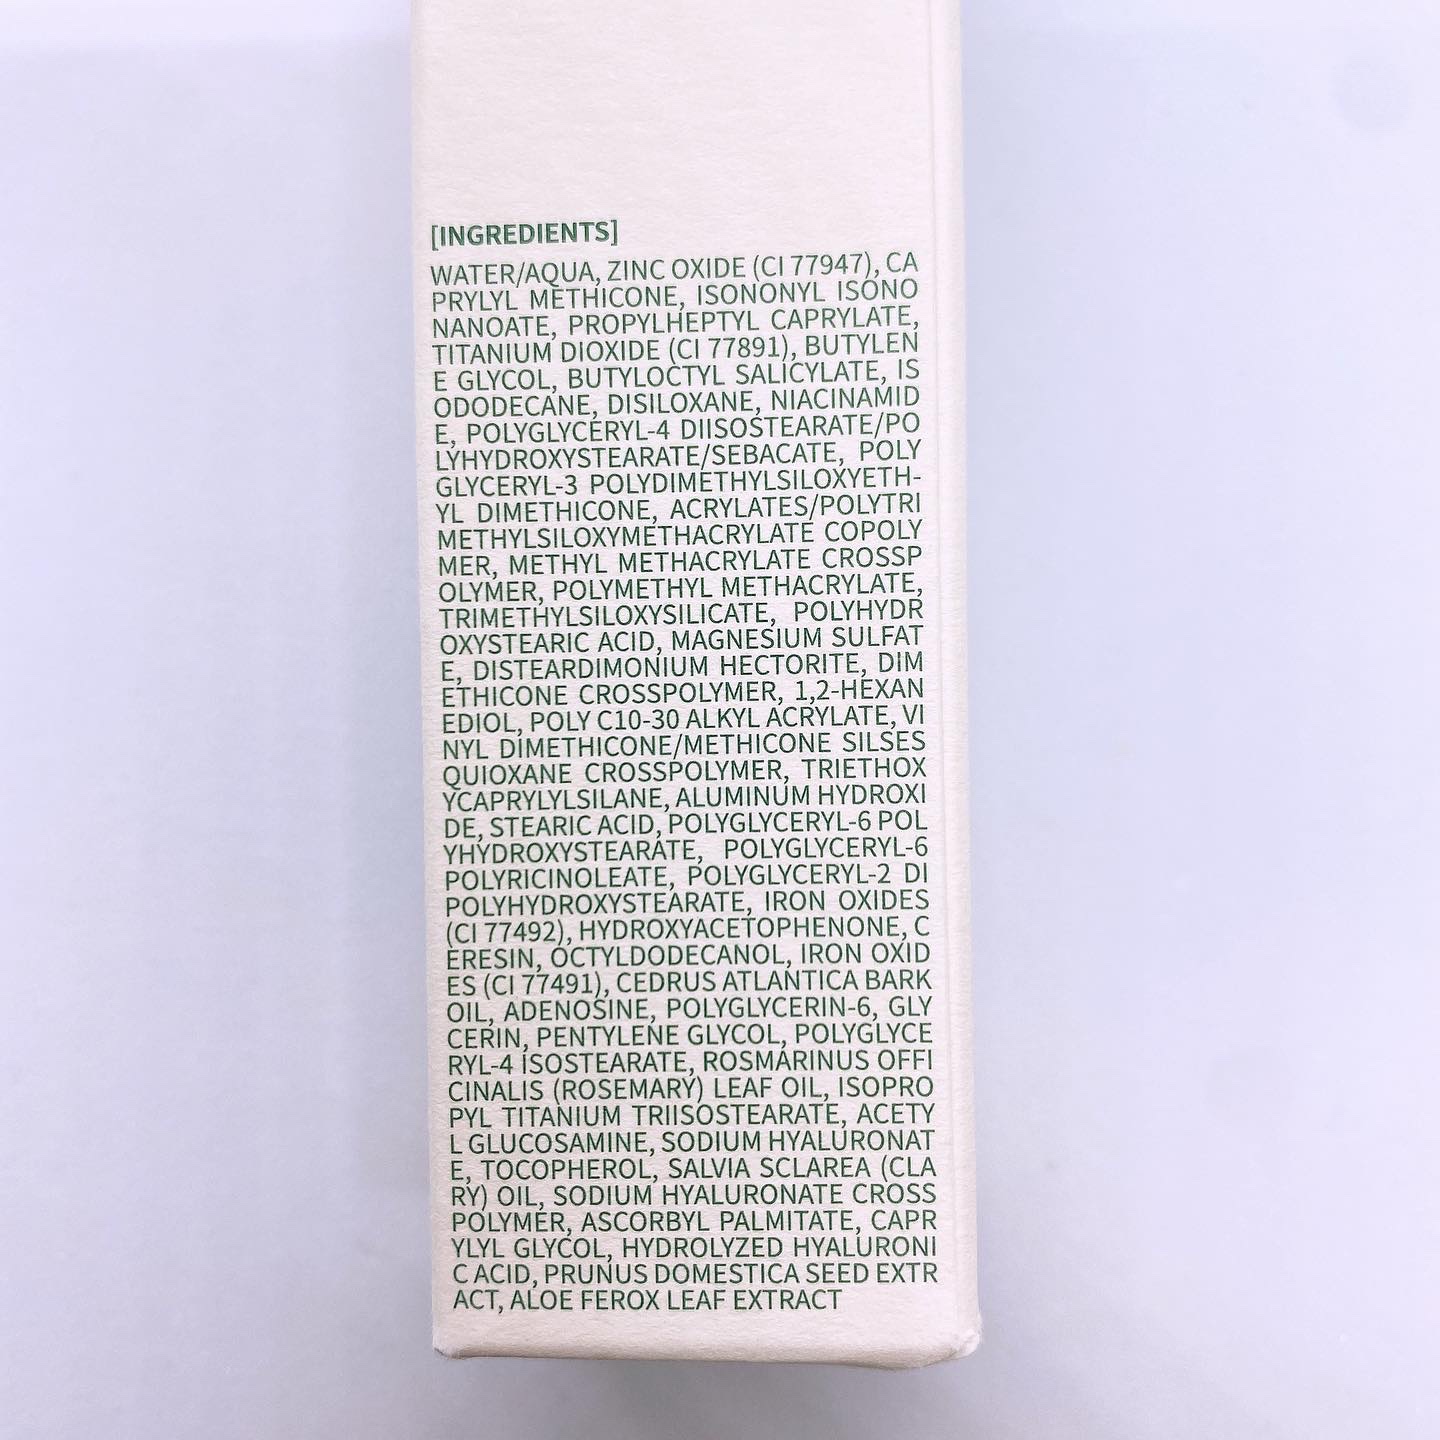 [INGREDIENTS]
WATER/AQUA, ZINC OXIDE (CI 77947), CA
PRYLYL METHICONE, ISONONYL ISONO
NANOATE, PROPYLHEPTYL CAPRYLATE,
TITANIUM DIOXIDE (CI 77891), BUTYLEN
E GLYCOL, BUTYLOCTYL SALICYLATE, IS
ODODECANE, DISILOXANE, NIACINAMID
E, POLYGLYCERYL-4 DIISOSTEARATE/PO
LYHYDROXYSTEARATE/SEBACATE, POLY
GLYCERYL-3 POLYDIMETHYLSILOXYETH-
YL DIMETHICONE, ACRYLATES/POLYTRI
METHYLSILOXYMETHACRYLATE COPOLY
MER, METHYL METHACRYLATE CROSSP
OLYMER, POLYMETHYL METHACRYLATE,
TRIMETHYLSILOXYSILICATE, POLYHYDR
OXYSTEARIC ACID, MAGNESIUM SULFAT
E, DISTEARDIMONIUM HECTORITE, DIM
ETHICONE CROSSPOLYMER, 1,2-HEXAN
EDIOL, POLY C10-30 ALKYL ACRYLATE, VI
NYL DIMETHICONE/METHICONE SILSES
QUIOXANE CROSSPOLYMER, TRIETHOX
YCAPRYLYLSILANE, ALUMINUM HYDROXI
DE, STEARIC ACID, POLYGLYCERYL-6 POL
YHYDROXYSTEARATE, POLYGLYCERYL-6
POLYRICINOLEATE, POLYGLYCERYL-2 DI
POLYHYDROXYSTEARATE, IRON OXIDES
(CI 77492), HYDROXYACETOPHENONE, C
ERESIN, OCTYLDODECANOL, IRON OXID
ES (CI 77491), CEDRUS ATLANTICA BARK
OIL, ADENOSINE, POLYGLYCERIN-6, GLY
CERIN, PENTYLENE GLYCOL, POLYGLYCE
RYL-4 ISOSTEARATE, ROSMARINUS OFFI
CINALIS (ROSEMARY) LEAF OIL, ISOPRO
PYL TITANIUM TRIISOSTEARATE, ACETY
L GLUCOSAMINE, SODIUM HYALURONAT
E, TOCOPHEROL, SALVIA SCLAREA (CLA
RY) OIL, SODIUM HYALURONATE CROSS
POLYMER, ASCORBYL PALMITATE, CAPR
YLYL GLYCOL, HYDROLYZED HYALURONI
C ACID, PRUNUS DOMESTICA SEED EXTR
ACT, ALOE FEROX LEAF EXTRACT